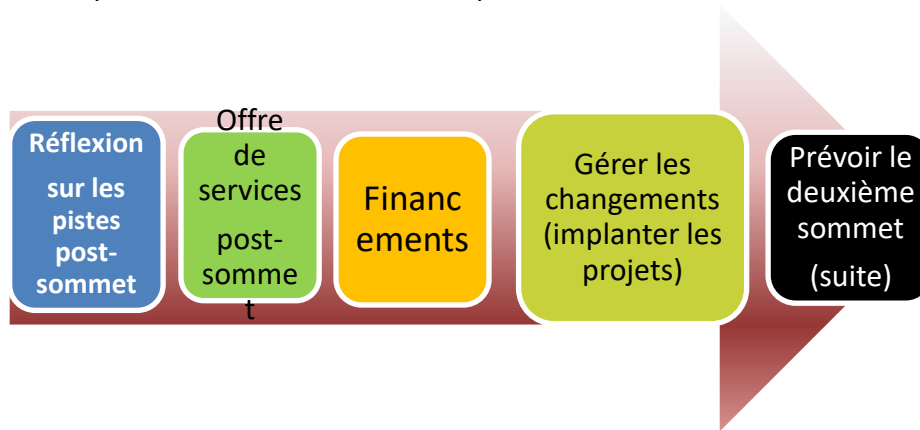 Réflexion
sur les
pistes
post-
sommet
Offre
de
services
post-
somme
t
Financ
ements
Gérer les
changements
(implanter les
projets)
Prévoir le
deuxième
sommet
(suite)